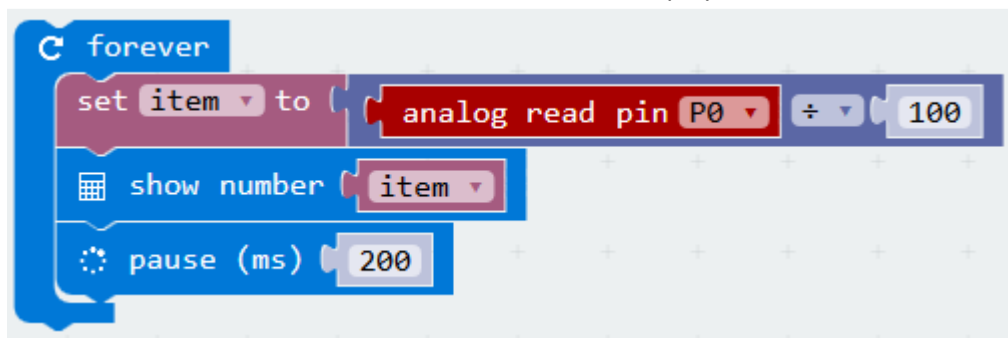 forever
set item to analog read pin P0 ÷ 100
show number item
pause (ms) 200